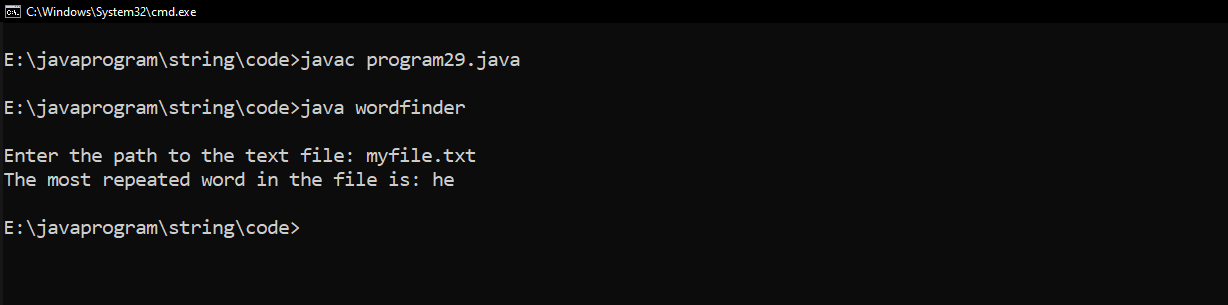 C:\Windows\System32\cmd.exe
E:\javaprogram\string\code>javac program29.java
E:\javaprogram\string\code>java wordfinder
Enter the path to the text file: myfile.txt
The most repeated word in the file is: he
E:\javaprogram\string\code>